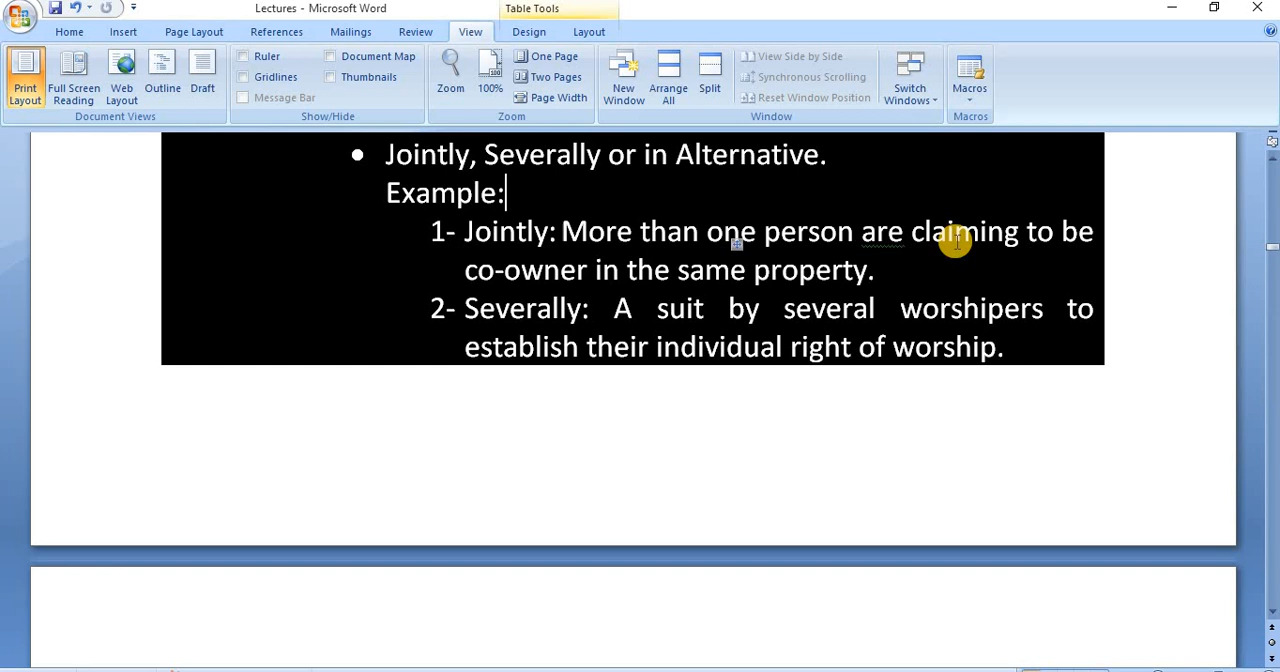 Lectures - Microsoft Word Table Tools
Home Insert Page Layout References Mailings Review View Design Layout
Print Layout Full Screen Reading Web Layout Outline Draft
Document Views
Ruler Document Map
Gridlines Thumbnails
Message Bar
Show/Hide
Zoom 100% One Page
Two Pages
Page Width
Zoom
New Window Arrange All Split
View Side by Side
Synchronous Scrolling
Reset Window Position
Switch Windows
Window
Macros
Macros
• Jointly, Severally or in Alternative.
Example:
1- Jointly: More than one person are claiming to be
co-owner in the same property.
2- Severally: A suit by several worshipers to
establish their individual right of worship.